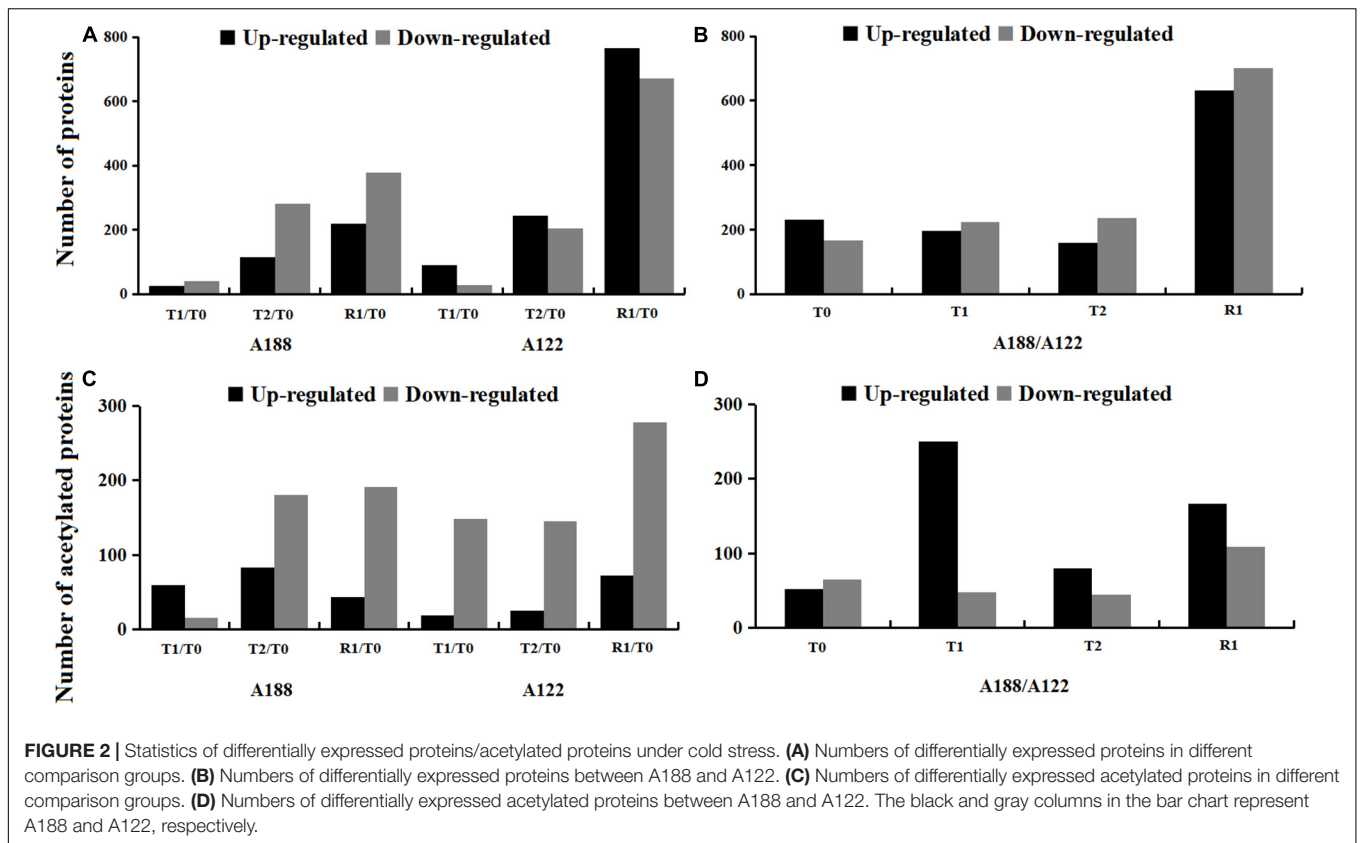 A
Up-regulated Down-regulated
Number of proteins
800
600
400
200
0
T1/T0 T2/T0 R1/T0 T1/T0 T2/T0 R1/T0
A188 A122
B
Up-regulated Down-regulated
800
600
400
200
0
T0 T1 T2 R1
A188/A122
C
Up-regulated Down-regulated
Number of acetylated proteins
300
200
100
0
T1/T0 T2/T0 R1/T0 T1/T0 T2/T0 R1/T0
A188 A122
D
Up-regulated Down-regulated
300
200
100
0
T0 T1 T2 R1
A188/A122
FIGURE 2 | Statistics of differentially expressed proteins/acetylated proteins under cold stress. (A) Numbers of differentially expressed proteins in different
comparison groups. (B) Numbers of differentially expressed proteins between A188 and A122. (C) Numbers of differentially expressed acetylated proteins in different
comparison groups. (D) Numbers of differentially expressed acetylated proteins between A188 and A122. The black and gray columns in the bar chart represent
A188 and A122, respectively.